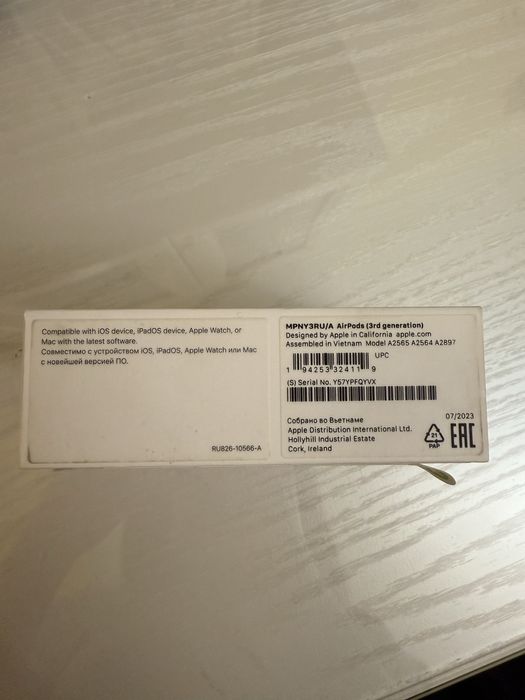 Compatible with iOS device, iPadOS device, Apple Watch, or
Mac with the latest software.
Совместимо с устройством iOS, iPadOS, Apple Watch или Mac
с новейшей версией ПО.
RU826-10566-A
MPNY3RU/A AirPods (3rd generation)
Designed by Apple in California apple.com
Assembled in Vietnam Model A2565 A2564 A2897
UPC
1 94253 32411 9
(S) Serial No. Y57YPFQYVX
07/2023
Собрано во Вьетнаме
Apple Distribution International Ltd.
Hollyhill Industrial Estate
Cork, Ireland
21
PAP
EAC